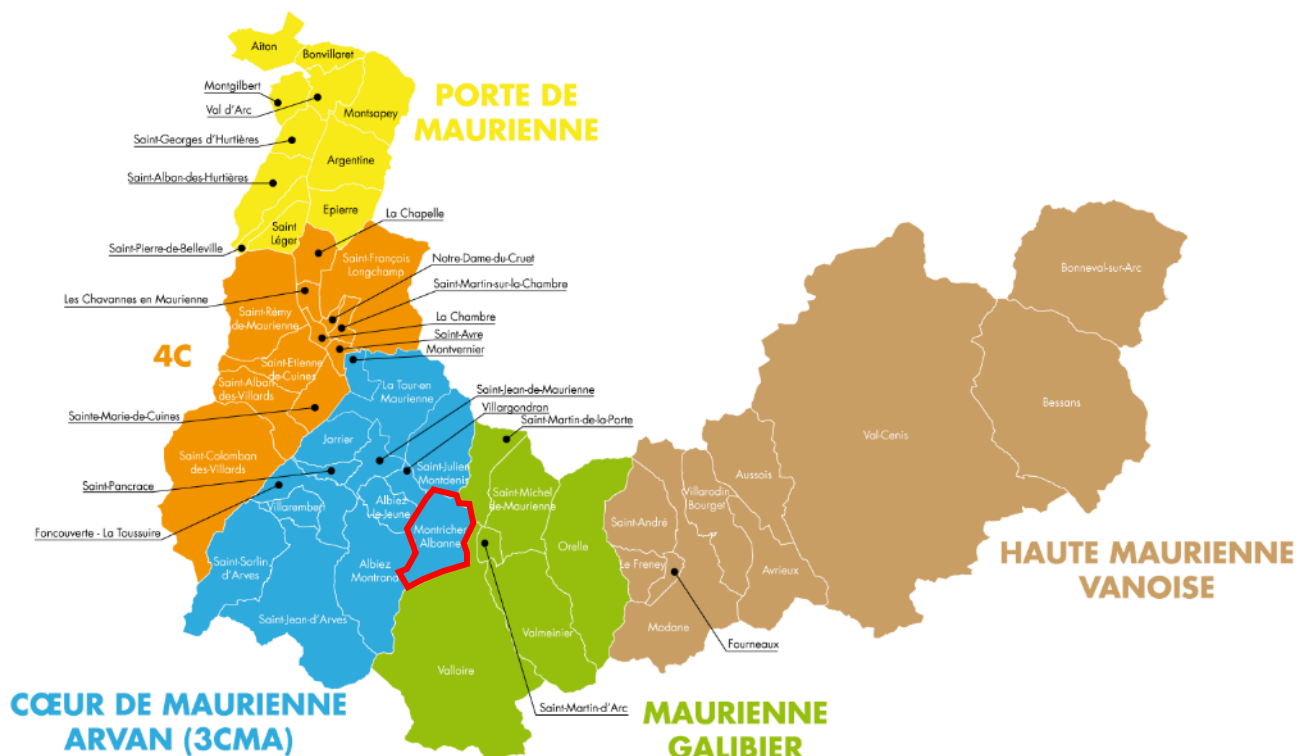 Aiton
Bonvillaret
Montgilbert
Val d'Arc
PORTE DE
MAURIENNE
Montsapey
Saint-Georges d'Hurtières
Argentine
Saint-Alban-des-Hurtières
Epierre
La Chapelle
Saint
Léger
Saint-Pierre-de-Belleville
Saint-François
Longchamp
Notre-Dame-du-Cruet
Saint-Martin-sur-la-Chambre
Les Chavannes en Maurienne
Saint-Rémy
de-Maurienne
La Chambre
Saint-Avre
Montvernier
4C
Saint-Etienne
de-Cuines
Saint-Alban
des-Villards
La Tour-en
Maurienne
Saint-Jean-de-Maurienne
Villargondran
Saint-Martin-de-la-Porte
Sainte-Marie-de-Cuines
Jarrier
Saint-Colomban
des-Villards
Saint-Julien
Montdenis
Saint-Pancrace
Saint-Michel
de-Maurienne
Villarembert
Albiez
le-Jeune
Foncouverte - La Toussuire
Montricher
Albanne
Orelle
Saint-Sorlin
d'Arves
Albiez
Montrond
Saint-Jean-d'Arves
Valmeinier
Valloire
Saint-Martin-d'Arc
CŒUR DE MAURIENNE
ARVAN (3CMA)
MAURIENNE
GALIBIER
Bonneval-sur-Arc
Bessans
Val-Cenis
Aussois
Villarodin
Bourget
Saint-André
Le Freney
Avrieux
Modane
Fourneaux
HAUTE MAURIENNE
VANOISE